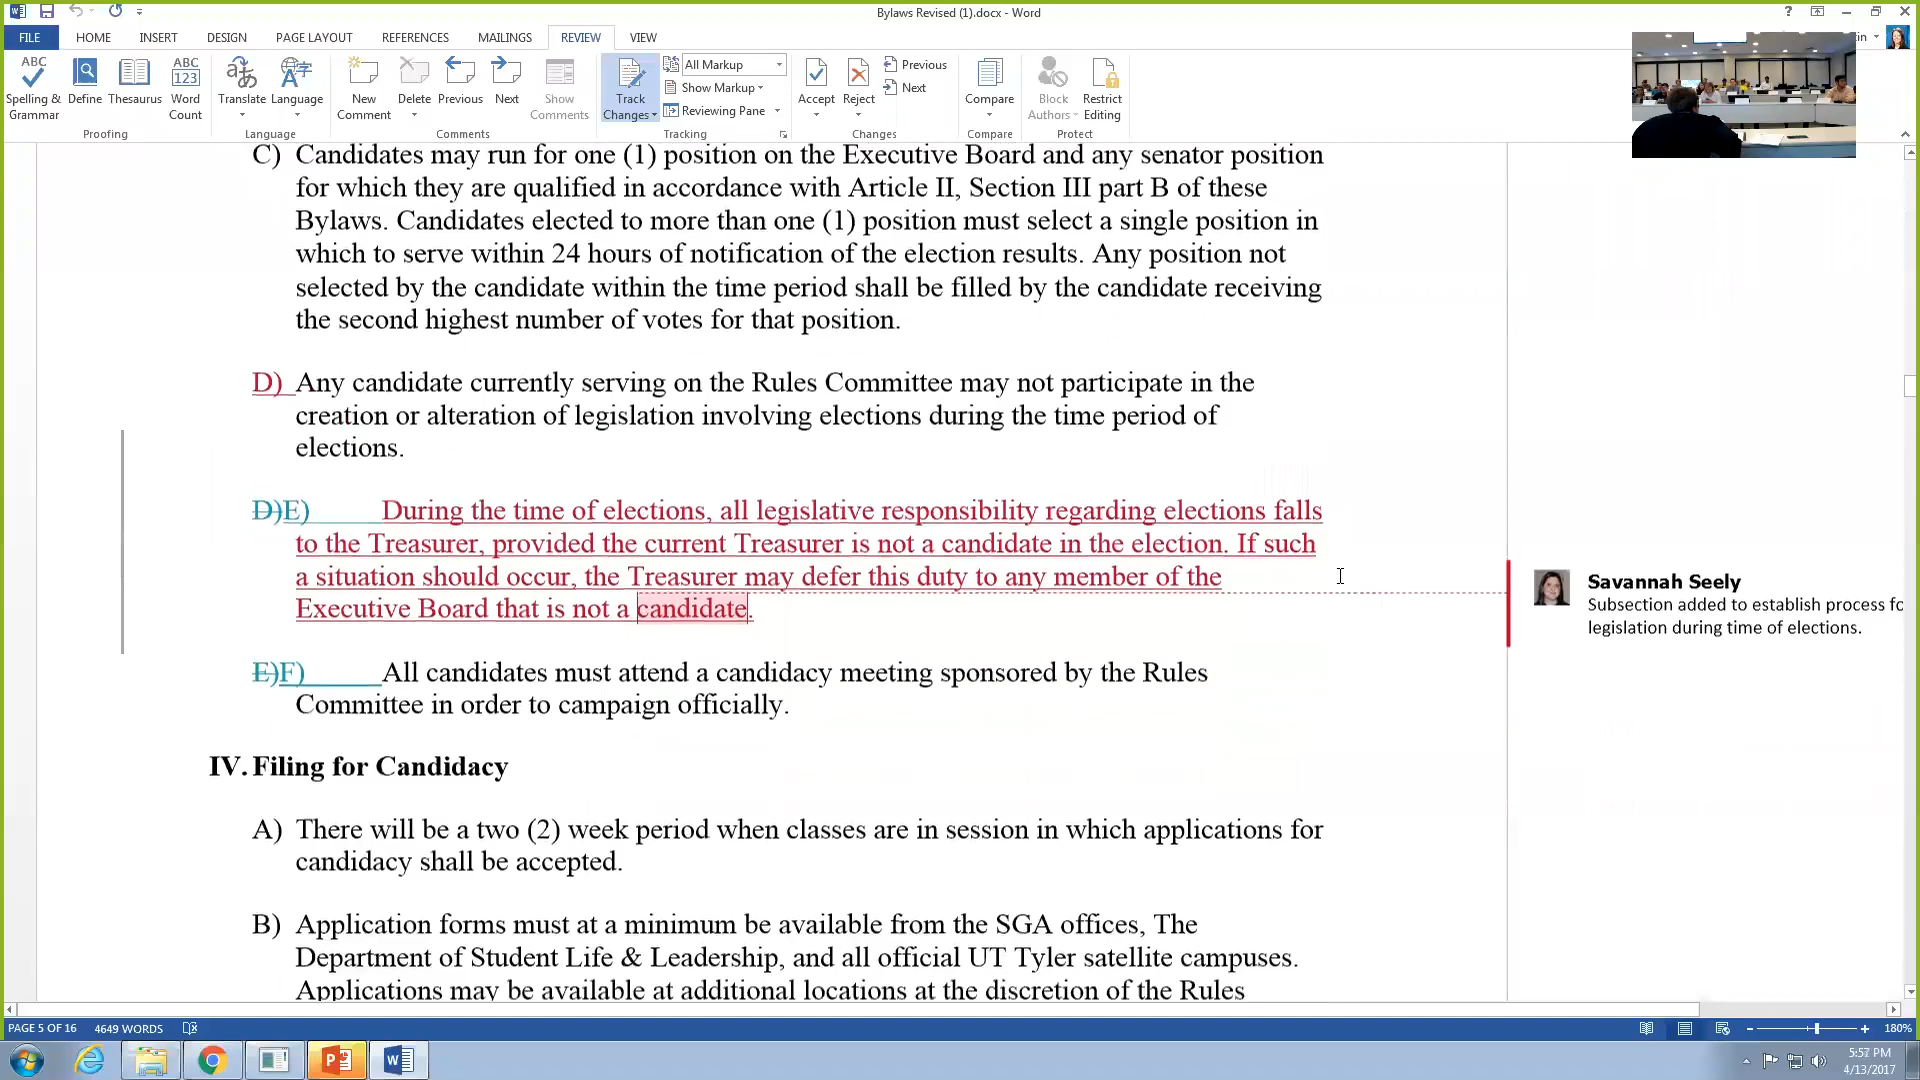 Bylaws Revised (1).docx - Word
FILE HOME INSERT DESIGN PAGE LAYOUT REFERENCES MAILINGS REVIEW VIEW
Spelling & Grammar
Define
Thesaurus
Word Count
Translate
Language
New Comment
Delete
Previous
Next
Show Comments
Track Changes
All Markup
Show Markup
Reviewing Pane
Accept
Reject
Previous
Next
Compare
Block Authors
Restrict Editing
Proofing Language Comments Tracking Changes Compare Protect
C) Candidates may run for one (1) position on the Executive Board and any senator position
for which they are qualified in accordance with Article II, Section III part B of these
Bylaws. Candidates elected to more than one (1) position must select a single position in
which to serve within 24 hours of notification of the election results. Any position not
selected by the candidate within the time period shall be filled by the candidate receiving
the second highest number of votes for that position.
D) Any candidate currently serving on the Rules Committee may not participate in the
creation or alteration of legislation involving elections during the time period of
elections.
D)E) During the time of elections, all legislative responsibility regarding elections falls
to the Treasurer, provided the current Treasurer is not a candidate in the election. If such
a situation should occur, the Treasurer may defer this duty to any member of the
Executive Board that is not a candidate.
Savannah Seely
Subsection added to establish process fo
legislation during time of elections.
E)F) All candidates must attend a candidacy meeting sponsored by the Rules
Committee in order to campaign officially.
IV. Filing for Candidacy
A) There will be a two (2) week period when classes are in session in which applications for
candidacy shall be accepted.
B) Application forms must at a minimum be available from the SGA offices, The
Department of Student Life & Leadership, and all official UT Tyler satellite campuses.
Applications may be available at additional locations at the discretion of the Rules
PAGE 5 OF 16 4649 WORDS 180%
5:57 PM
4/13/2017